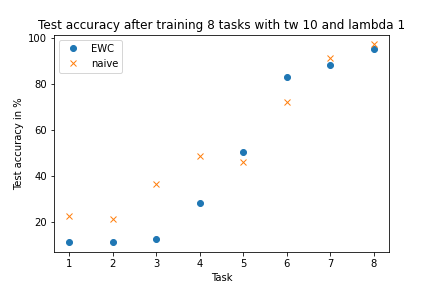 Test accuracy after training 8 tasks with tw 10 and lambda 1
EWC
naive
100
80
60
40
20
Test accuracy in %
1 2 3 4 5 6 7 8
Task